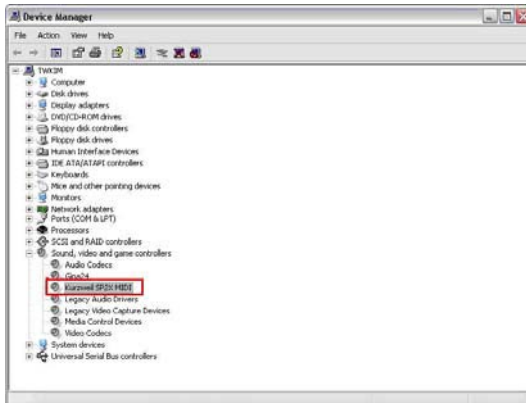 Device Manager
File Action View Help
TWKIM
Computer
Disk drives
Display adapters
DVD/CD-ROM drives
Floppy disk controllers
Floppy disk drives
Human Interface Devices
IDE ATA/ATAPI controllers
Keyboards
Mice and other pointing devices
Monitors
Network adapters
Ports (COM & LPT)
Processors
SCSI and RAID controllers
Sound, video and game controllers
Audio Codecs
Gina24
Kurzweil SP2X MIDI
Legacy Audio Drivers
Legacy Video Capture Devices
Media Control Devices
Video Codecs
System devices
Universal Serial Bus controllers